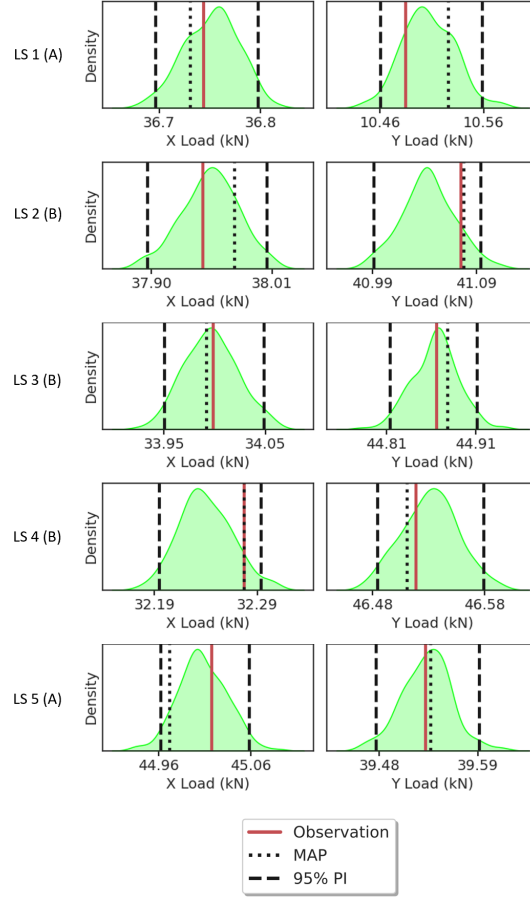 LS 1 (A)
Density
36.7 36.8
X Load (kN)
10.46 10.56
Y Load (kN)
LS 2 (B)
Density
37.90 38.01
X Load (kN)
40.99 41.09
Y Load (kN)
LS 3 (B)
Density
33.95 34.05
X Load (kN)
44.81 44.91
Y Load (kN)
LS 4 (B)
Density
32.19 32.29
X Load (kN)
46.48 46.58
Y Load (kN)
LS 5 (A)
Density
44.96 45.06
X Load (kN)
39.48 39.59
Y Load (kN)
Observation
MAP
95% PI